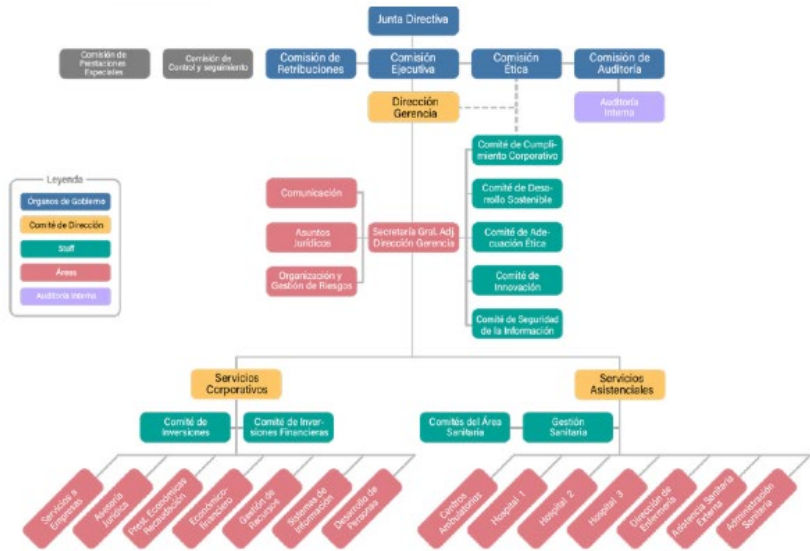 Junta Directiva
Comisión de
Prestaciones
Especiales
Comisión de
Control y seguimiento
Comisión de
Retribuciones
Comisión
Ejecutiva
Comisión
Ética
Comisión de
Auditoría
Dirección
Gerencia
Auditoría
Interna
Comité de Cumpli-
miento Corporativo
Comité de Desa-
rrollo Sostenible
Comité de Ade-
cuación Ética
Comité de
Innovación
Comité de Seguridad
de la Información
Comunicación
Asuntos
Jurídicos
Organización y
Gestión de Riesgos
Secretaría Gral. Adj.
Dirección Gerencia
Leyenda
Órganos de Gobierno
Comité de Dirección
Staff
Áreas
Auditoría Interna
Servicios
Corporativos
Comité de
Inversiones
Comité de Inver-
siones Financieras
Servicios a
Empresas
Asesoría
Jurídica
Prest. Económicas
Recaudación
Económico-
financiero
Gestión de
Recursos
Sistemas de
Información
Desarrollo de
Personas
Servicios
Asistenciales
Comités del Área
Sanitaria
Gestión
Sanitaria
Centros
Ambulatorios
Hospital 1
Hospital 2
Hospital 3
Dirección de
Enfermería
Asistencia Sanitaria
Externa
Administración
Sanitaria